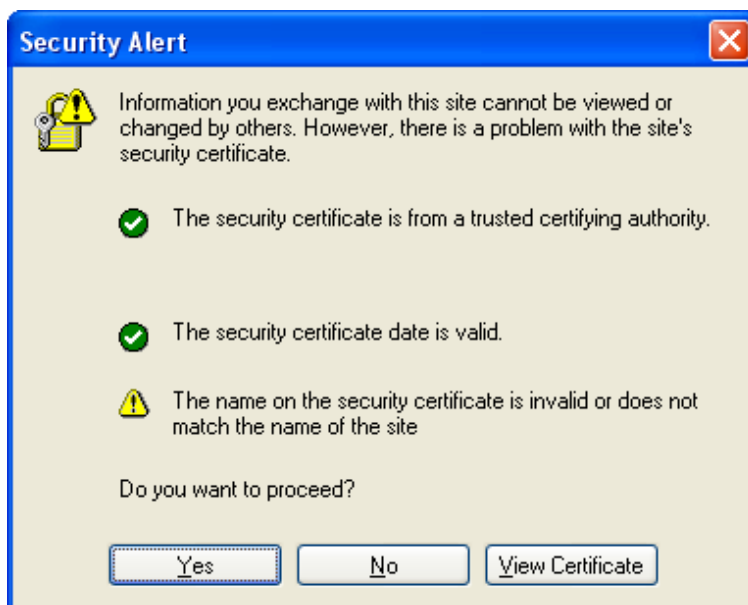 Security Alert
Information you exchange with this site cannot be viewed or
changed by others. However, there is a problem with the site's
security certificate.
The security certificate is from a trusted certifying authority.
The security certificate date is valid.
The name on the security certificate is invalid or does not
match the name of the site
Do you want to proceed?
Yes No View Certificate